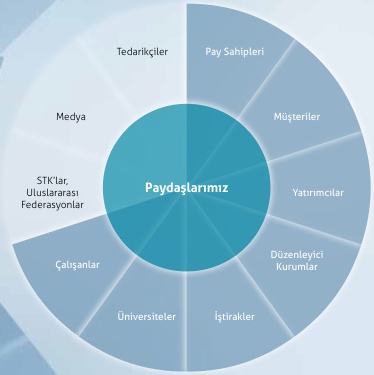 Tedarikçiler
Pay Sahipleri
Medya
Müşteriler
STK'lar,
Uluslararası
Federasyonlar
Paydaşlarımız
Yatırımcılar
Çalışanlar
Düzenleyici
Kurumlar
Üniversiteler
İştirakler